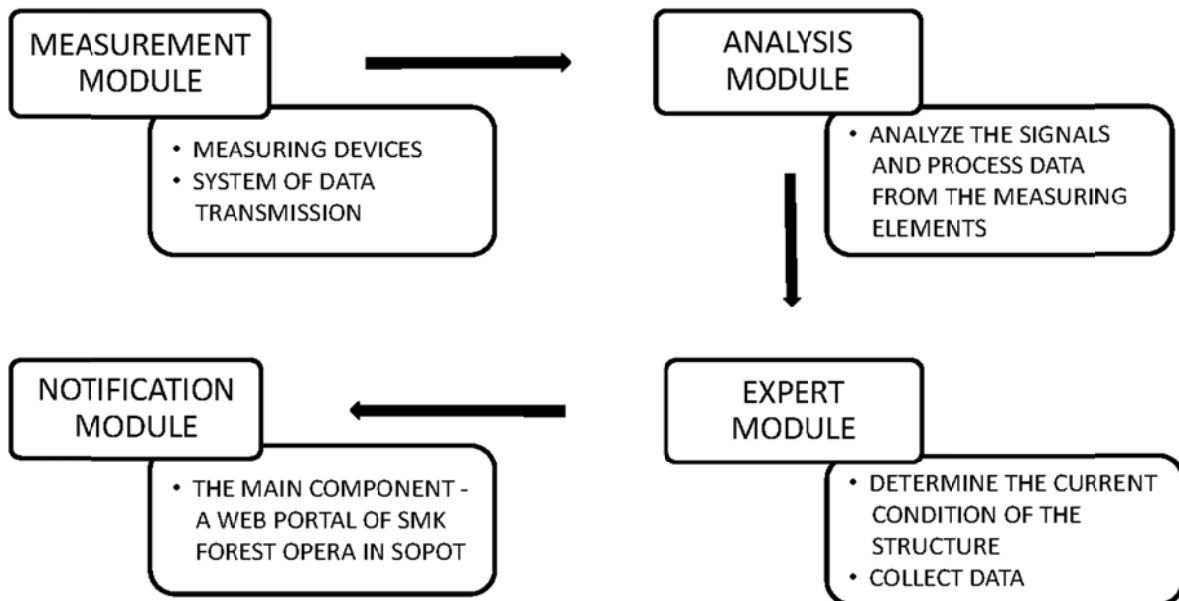 MEASUREMENT
MODULE
• MEASURING DEVICES
• SYSTEM OF DATA
TRANSMISSION
ANALYSIS
MODULE
• ANALYZE THE SIGNALS
AND PROCESS DATA
FROM THE MEASURING
ELEMENTS
NOTIFICATION
MODULE
• THE MAIN COMPONENT -
A WEB PORTAL OF SMK
FOREST OPERA IN SOPOT
EXPERT
MODULE
• DETERMINE THE CURRENT
CONDITION OF THE
STRUCTURE
• COLLECT DATA